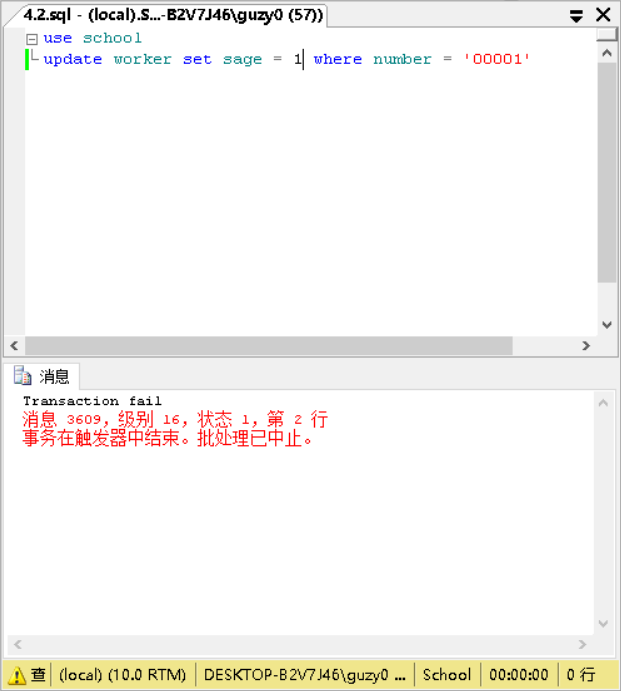 4.2.sql - (local).S...-B2V7J46\guzy0 (57))
use school
update worker set sage = 1 where number = '00001'
消息
Transaction fail
消息 3609，级别 16，状态 1，第 2 行
事务在触发器中结束。批处理已中止。
查 (local) (10.0 RTM) DESKTOP-B2V7J46\guzy0 ... School 00:00:00 0 行